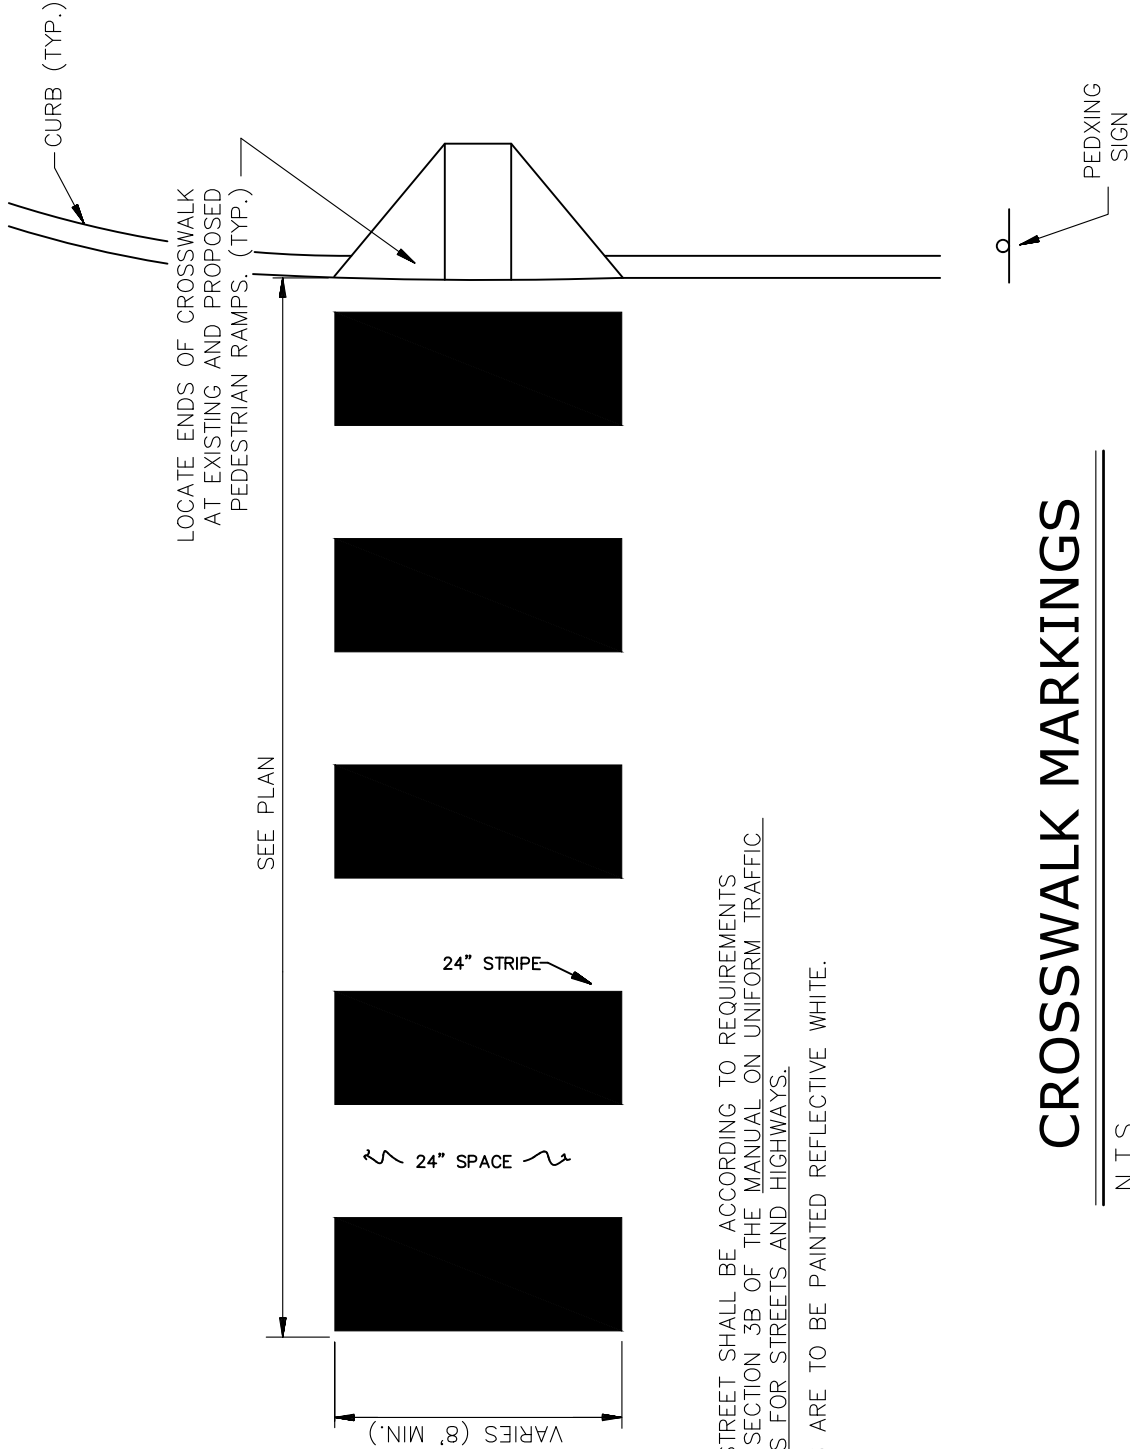 CURB (TYP.)
LOCATE ENDS OF CROSSWALK
AT EXISTING AND PROPOSED
PEDESTRIAN RAMPS. (TYP.)
PEDXING
SIGN
SEE PLAN
24" STRIPE
24" SPACE
VARIES (8' MIN.)
STREET SHALL BE ACCORDING TO REQUIREMENTS
SECTION 3B OF THE MANUAL ON UNIFORM TRAFFIC
S FOR STREETS AND HIGHWAYS.
ARE TO BE PAINTED REFLECTIVE WHITE.
CROSSWALK MARKINGS
N T S